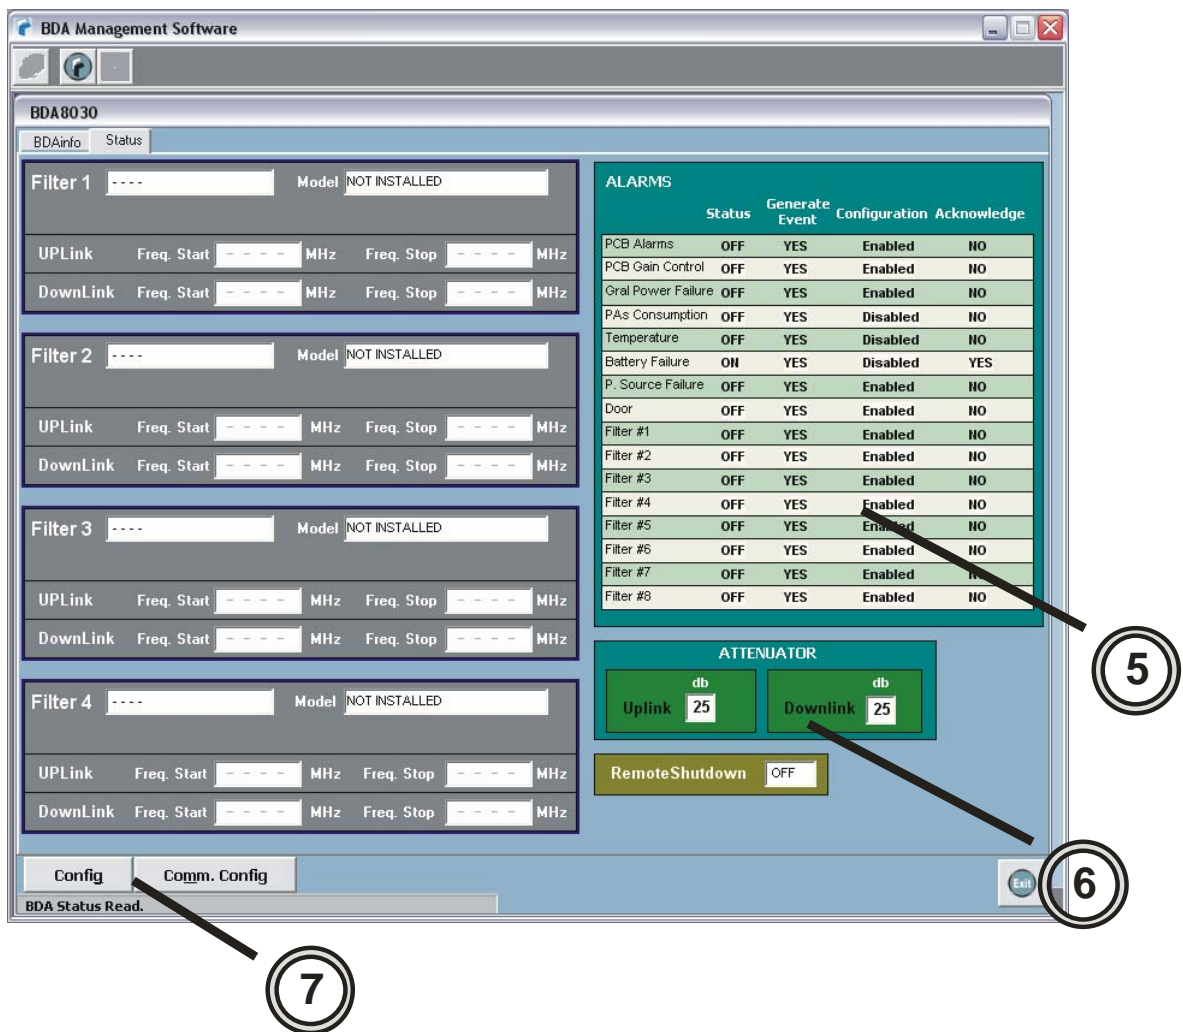 BDA Management Software
BDA8030
BDAinfo Status
Filter 1 - - - - Model NOT INSTALLED
UPLink Freq. Start - - - - MHz Freq. Stop - - - - MHz
DownLink Freq. Start - - - - MHz Freq. Stop - - - - MHz
Filter 2 - - - - Model NOT INSTALLED
UPLink Freq. Start - - - - MHz Freq. Stop - - - - MHz
DownLink Freq. Start - - - - MHz Freq. Stop - - - - MHz
Filter 3 - - - - Model NOT INSTALLED
UPLink Freq. Start - - - - MHz Freq. Stop - - - - MHz
DownLink Freq. Start - - - - MHz Freq. Stop - - - - MHz
Filter 4 - - - - Model NOT INSTALLED
UPLink Freq. Start - - - - MHz Freq. Stop - - - - MHz
DownLink Freq. Start - - - - MHz Freq. Stop - - - - MHz
ALARMS
Status Generate Event Configuration Acknowledge
PCB Alarms OFF YES Enabled NO
PCB Gain Control OFF YES Enabled NO
Gral Power Failure OFF YES Enabled NO
PAs Consumption OFF YES Disabled NO
Temperature OFF YES Disabled NO
Battery Failure ON YES Disabled YES
P. Source Failure OFF YES Enabled NO
Door OFF YES Enabled NO
Filter #1 OFF YES Enabled NO
Filter #2 OFF YES Enabled NO
Filter #3 OFF YES Enabled NO
Filter #4 OFF YES Enabled NO
Filter #5 OFF YES Enabled NO
Filter #6 OFF YES Enabled NO
Filter #7 OFF YES Enabled NO
Filter #8 OFF YES Enabled NO
5
ATTENUATOR
db db
Uplink 25 Downlink 25
RemoteShutdown OFF
Config Comm. Config
Exit
6
BDA Status Read.
7